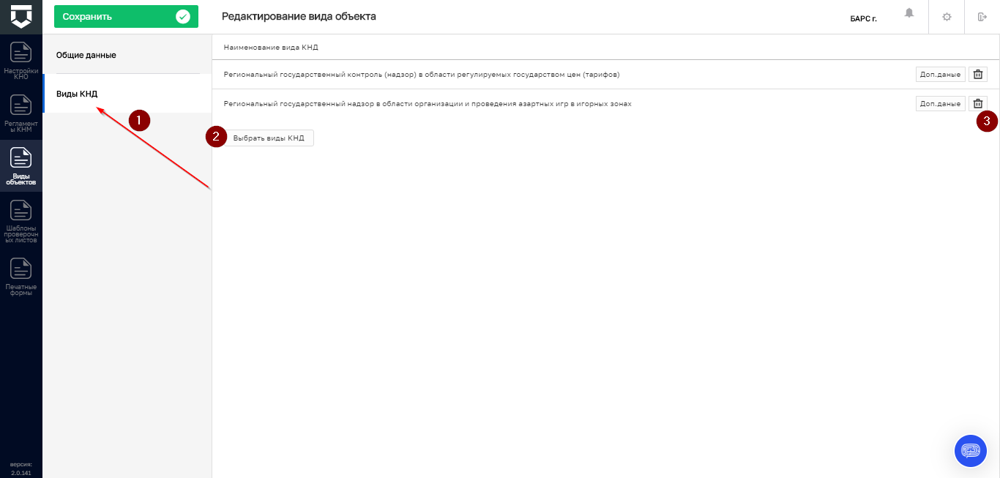 Сохранить
Редактирование вида объекта
БАРС г.
Настройки
КНО
Регламент
ы КНМ
Виды
объектов
Шаблоны
проверочн
ых листов
Печатные
формы
версия:
2.0.141
Общие данные
Виды КНД
1
Наименование вида КНД
Региональный государственный контроль (надзор) в области регулируемых государством цен (тарифов)
Доп.даные
Региональный государственный надзор в области организации и проведения азартных игр в игорных зонах
Доп.даные
3
2
Выбрать виды КНД